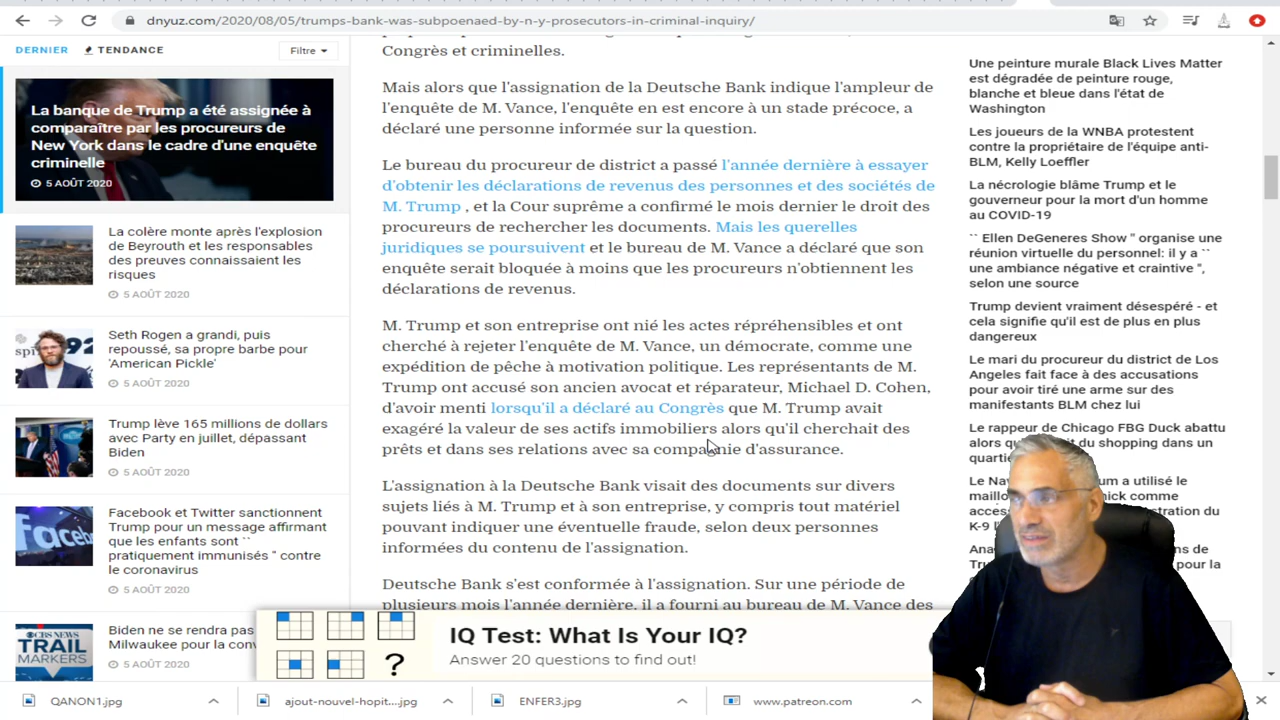 dnyuz.com/2020/08/05/trumps-bank-was-subpoenaed-by-n-y-prosecutors-in-criminal-inquiry/
DERNIER
TENDANCE
Filtre
La banque de Trump a été assignée à
comparaître par les procureurs de
New York dans le cadre d'une enquête
criminelle
5 AOÛT 2020
La colère monte après l'explosion
de Beyrouth et les responsables
des preuves connaissaient les
risques
5 AOÛT 2020
Seth Rogen a grandi, puis
repoussé, sa propre barbe pour
'American Pickle'
5 AOÛT 2020
Trump lève 165 millions de dollars
avec Party en juillet, dépassant
Biden
5 AOÛT 2020
Facebook et Twitter sanctionnent
Trump pour un message affirmant
que les enfants sont ``
pratiquement immunisés '' contre
le coronavirus
5 AOÛT 2020
CBS NEWS
TRAIL
MARKERS
Biden ne se rendra pas
Milwaukee pour la conv
5 AOÛT 2020
Congrès et criminelles.
Mais alors que l'assignation de la Deutsche Bank indique l'ampleur de
l'enquête de M. Vance, l'enquête en est encore à un stade précoce, a
déclaré une personne informée sur la question.
Le bureau du procureur de district a passé l'année dernière à essayer
d'obtenir les déclarations de revenus des personnes et des sociétés de
M. Trump , et la Cour suprême a confirmé le mois dernier le droit des
procureurs de rechercher les documents. Mais les querelles
juridiques se poursuivent et le bureau de M. Vance a déclaré que son
enquête serait bloquée à moins que les procureurs n'obtiennent les
déclarations de revenus.
M. Trump et son entreprise ont nié les actes répréhensibles et ont
cherché à rejeter l'enquête de M. Vance, un démocrate, comme une
expédition de pêche à motivation politique. Les représentants de M.
Trump ont accusé son ancien avocat et réparateur, Michael D. Cohen,
d'avoir menti lorsqu'il a déclaré au Congrès que M. Trump avait
exagéré la valeur de ses actifs immobiliers alors qu'il cherchait des
prêts et dans ses relations avec sa compagnie d'assurance.
L'assignation à la Deutsche Bank visait des documents sur divers
sujets liés à M. Trump et à son entreprise, y compris tout matériel
pouvant indiquer une éventuelle fraude, selon deux personnes
informées du contenu de l'assignation.
Deutsche Bank s'est conformée à l'assignation. Sur une période de
plusieurs mois l'année dernière, il a fourni au bureau de M. Vance des
Une peinture murale Black Lives Matter
est dégradée de peinture rouge,
blanche et bleue dans l'état de
Washington
Les joueurs de la WNBA protestent
contre la propriétaire de l'équipe anti-
BLM, Kelly Loeffler
La nécrologie blâme Trump et le
gouverneur pour la mort d'un homme
au COVID-19
`` Ellen DeGeneres Show '' organise une
réunion virtuelle du personnel: il y a ``
une ambiance négative et craintive '',
selon une source
Trump devient vraiment désespéré - et
cela signifie qu'il est de plus en plus
dangereux
Le mari du procureur du district de Los
Angeles fait face à des accusations
pour avoir tiré une arme sur des
manifestants BLM chez lui
Le rappeur de Chicago FBG Duck abattu
alors du shopping dans un
Le
maillo
K-9
IQ Test: What Is Your IQ?
Answer 20 questions to find out!
?
QANON1.jpg
ajout-nouvel-hopit....jpg
ENFER3.jpg
www.patreon.com